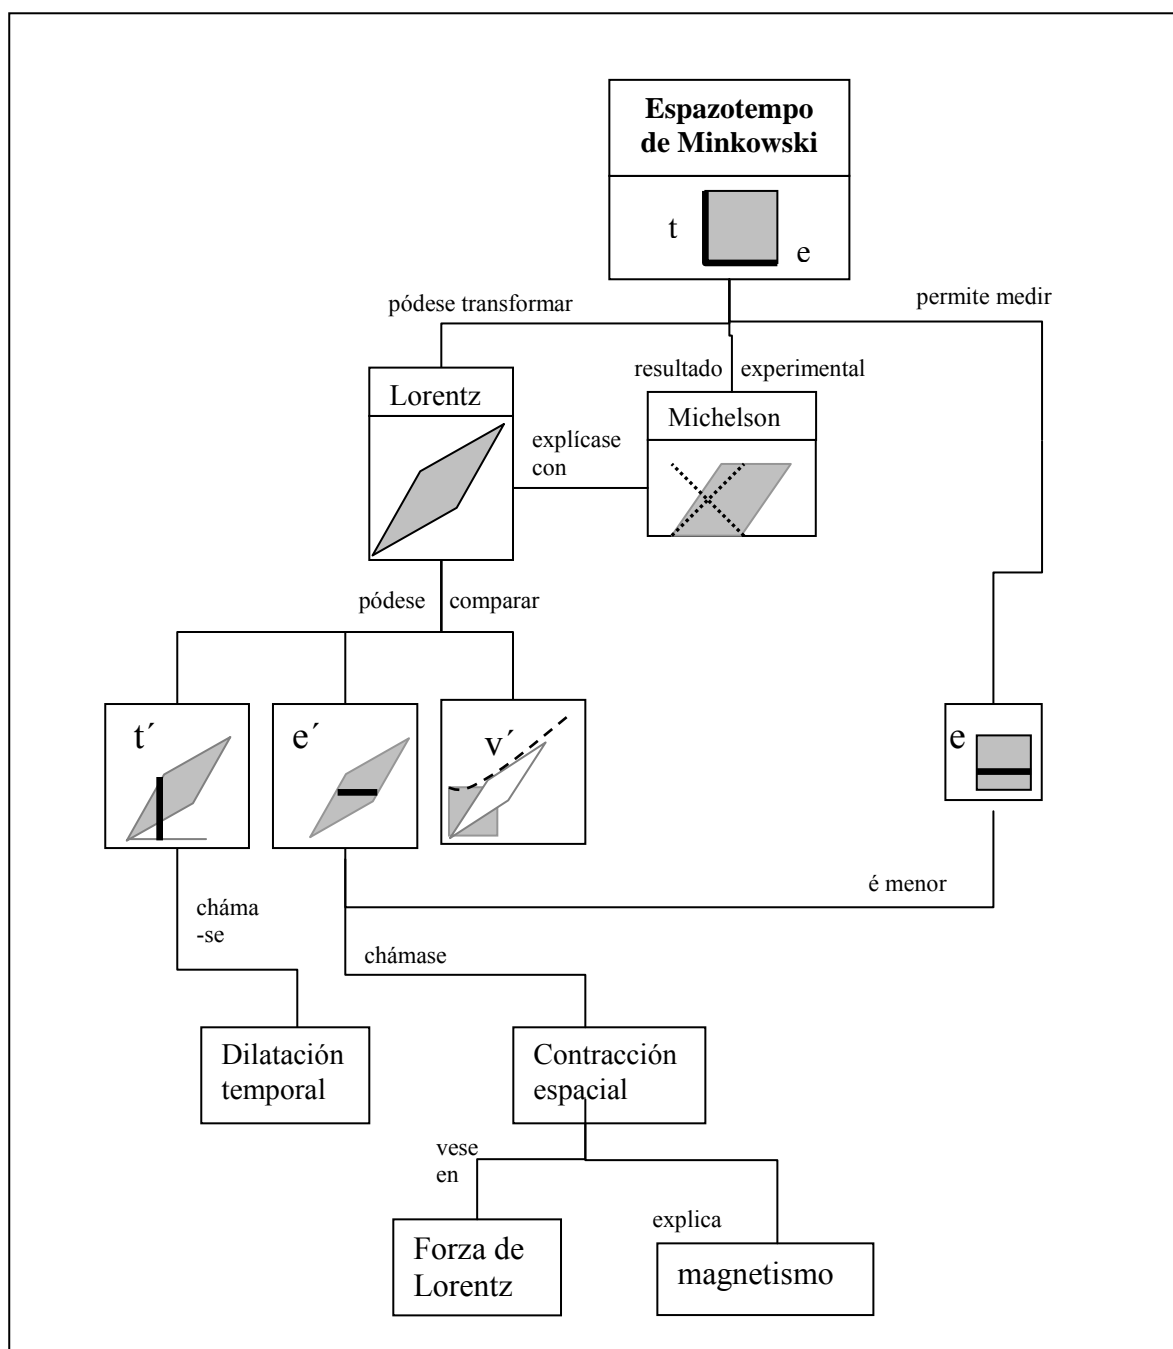 Espazotempo
de Minkowski
t
e
pódese transformar
permite medir
resultado experimental
Lorentz
Michelson
explícase
con
pódese comparar
t´
e´
v´
e
é menor
cháma
-se
chámase
Dilatación
temporal
Contracción
espacial
vese
en
explica
Forza de
Lorentz
magnetismo